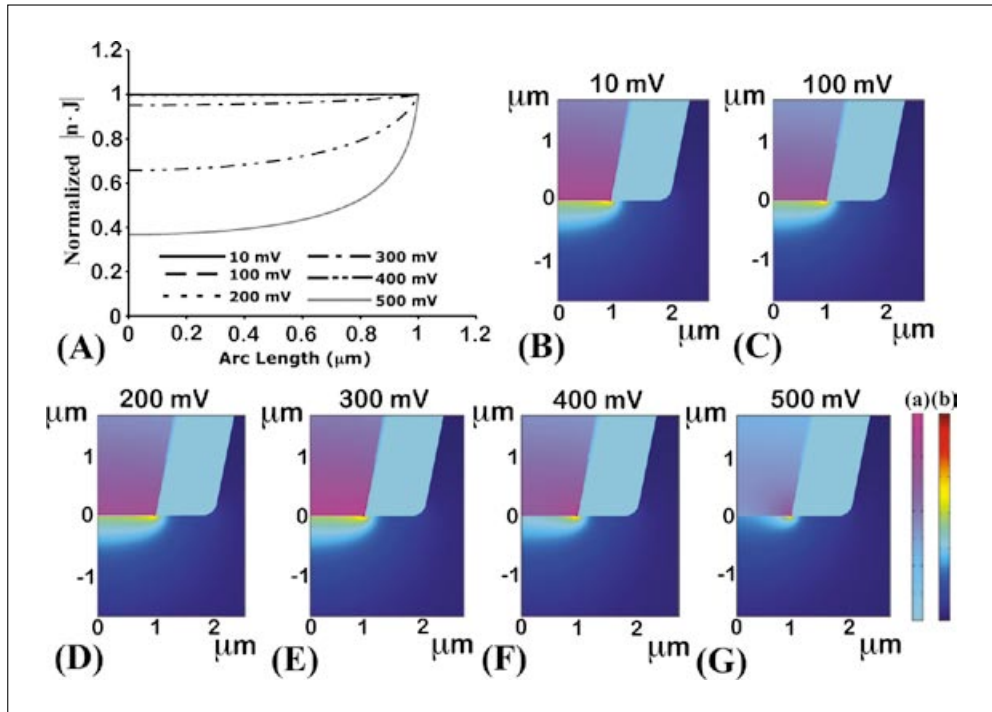 1.2
1
0.8
0.6
0.4
0.2
0
Normalized |n· J|
10 mV
100 mV
200 mV
300 mV
400 mV
500 mV
0 0.2 0.4 0.6 0.8 1 1.2
Arc Length (μm)
(A)
10 mV
μm
1
0
-1
0 1 2
μm
(B)
100 mV
μm
1
0
-1
0 1 2
μm
(C)
200 mV
μm
1
0
-1
0 1 2
μm
(D)
300 mV
μm
1
0
-1
0 1 2
μm
(E)
400 mV
μm
1
0
-1
0 1 2
μm
(F)
500 mV
μm
1
0
-1
0 1 2
μm
(G)
(a) (b)